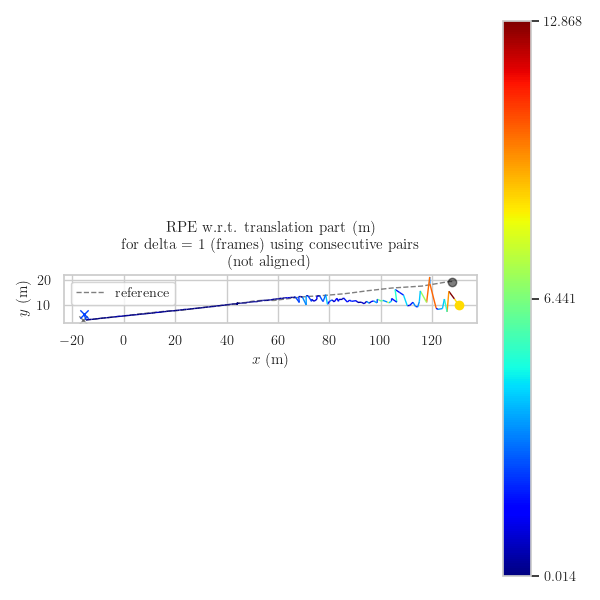 RPE w.r.t. translation part (m)
for delta = 1 (frames) using consecutive pairs
(not aligned)
reference
20
10
y (m)
−20
0
20
40
60
80
100
120
x (m)
12.868
6.441
0.014